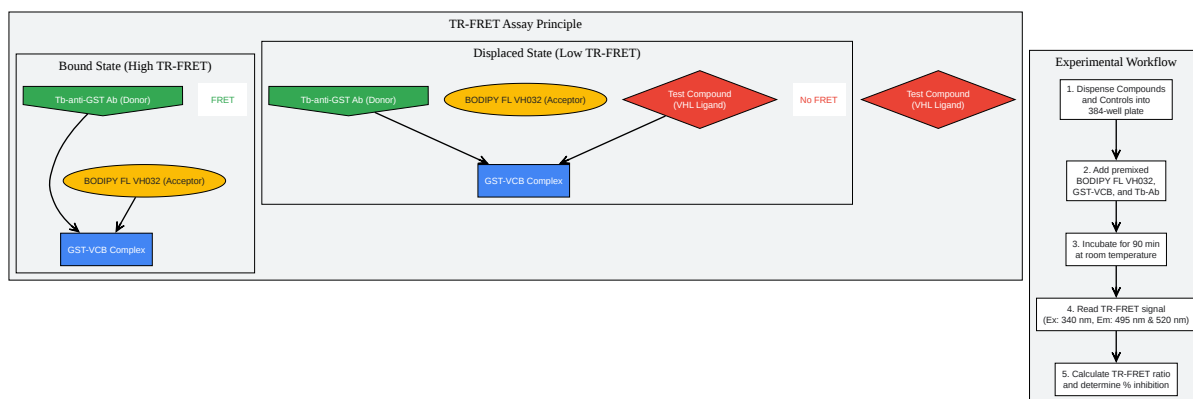 TR-FRET Assay Principle
Bound State (High TR-FRET)
Tb-anti-GST Ab (Donor)
FRET
BODIPY FL VH032 (Acceptor)
GST-VCB Complex
Displaced State (Low TR-FRET)
Tb-anti-GST Ab (Donor)
BODIPY FL VH032 (Acceptor)
Test Compound
(VHL Ligand)
No FRET
GST-VCB Complex
Test Compound
(VHL Ligand)
Experimental Workflow
1. Dispense Compounds
and Controls into
384-well plate
2. Add premixed
BODIPY FL VH032,
GST-VCB, and Tb-Ab
3. Incubate for 90 min
at room temperature
4. Read TR-FRET signal
(Ex: 340 nm, Em: 495 nm & 520 nm)
5. Calculate TR-FRET ratio
and determine % inhibition